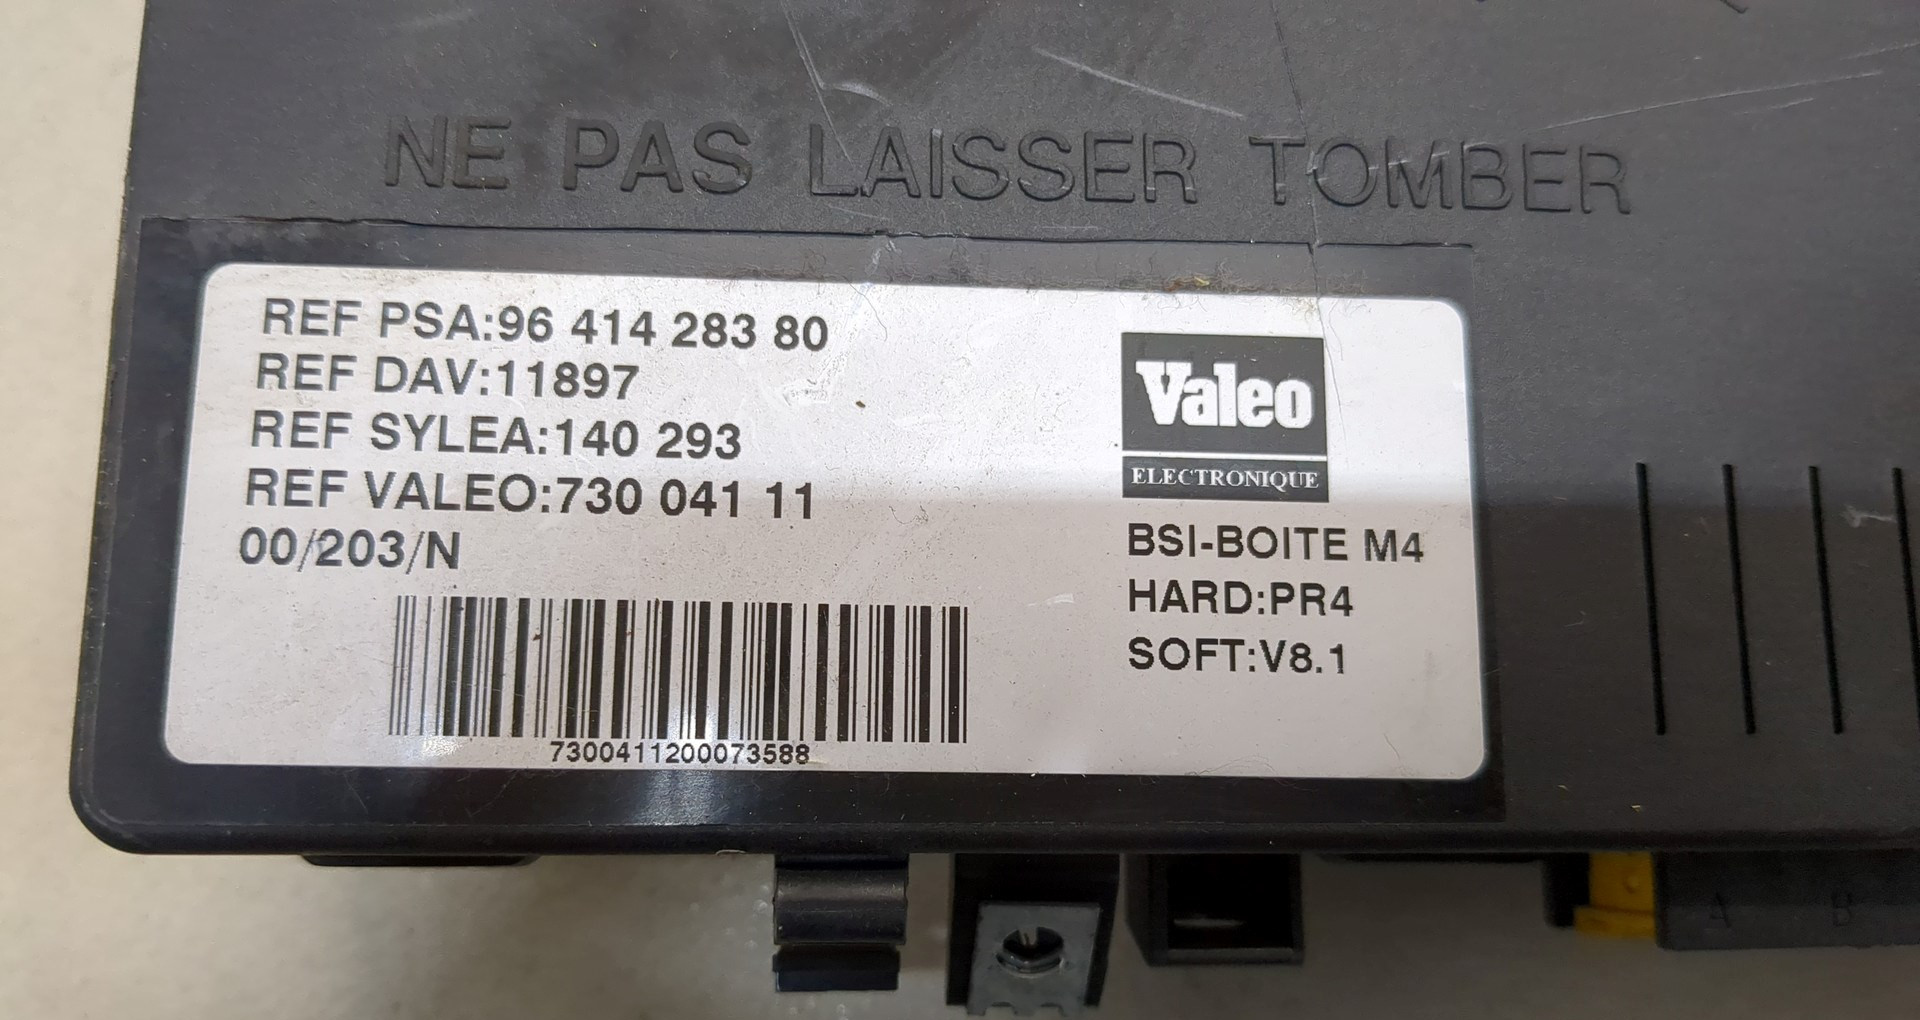 NE PAS LAISSER TOMBER
REF PSA:96 414 283 80
REF DAV:11897
REF SYLEA:140 293
REF VALEO:730 041 11
00/203/N
7300411200073588
Valeo
ELECTRONIQUE
BSI-BOITE M4
HARD:PR4
SOFT:V8.1
A B